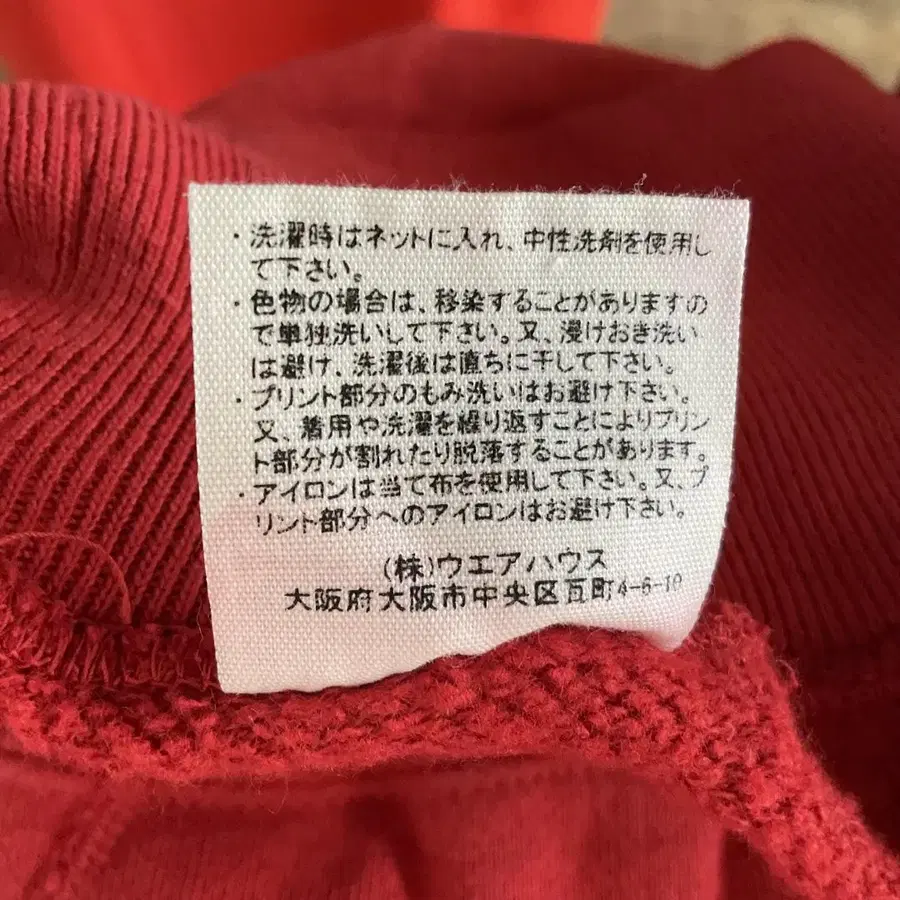 ・洗濯時はネットに入れ、中性洗剤を使用し
て下さい。
・色物の場合は、移染することがありますの
で単独洗いして下さい。又、浸けおき洗い
は避け、洗濯後は直ちに干して下さい。
・プリント部分のもみ洗いはお避け下さい。
又、着用や洗濯を繰り返すことによりプリン
ト部分が割れたり脱落することがあります。
・アイロンは当て布を使用して下さい。又、プ
リント部分へのアイロンはお避け下さい。
(株)ウエアハウス
大阪府大阪市中央区瓦町4-6-10